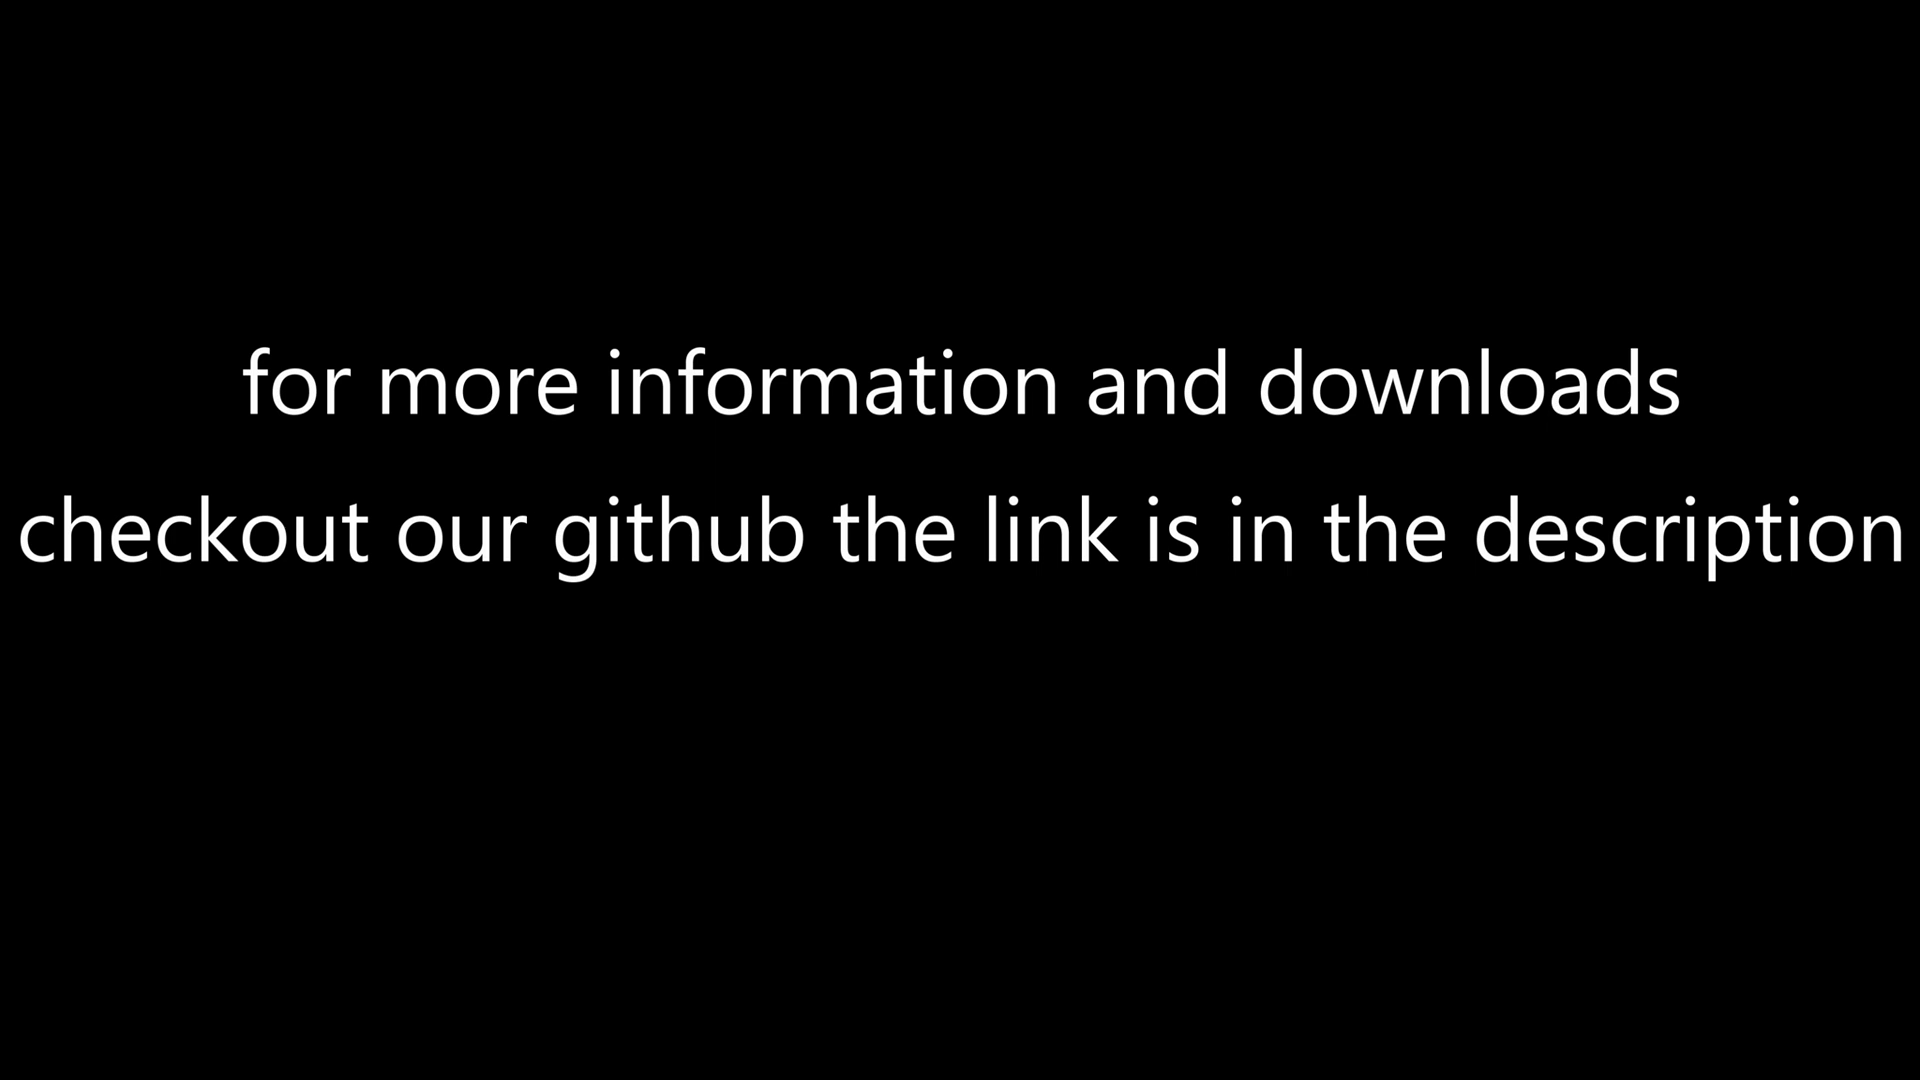 for more information and downloads
checkout our github the link is in the description